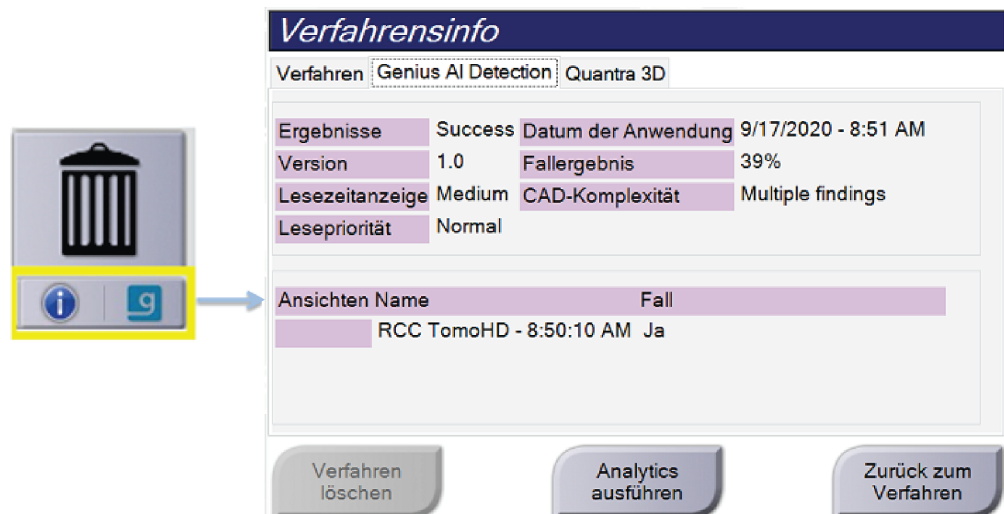 Verfahrensinfo
Verfahren Genius AI Detection Quantra 3D
Ergebnisse Success Datum der Anwendung 9/17/2020 - 8:51 AM
Version 1.0 Fallergebnis 39%
Lesezeitanzeige Medium CAD-Komplexität Multiple findings
Lesepriorität Normal
i g
Ansichten Name Fall
RCC TomoHD - 8:50:10 AM Ja
Verfahren löschen
Analytics ausführen
Zurück zum Verfahren